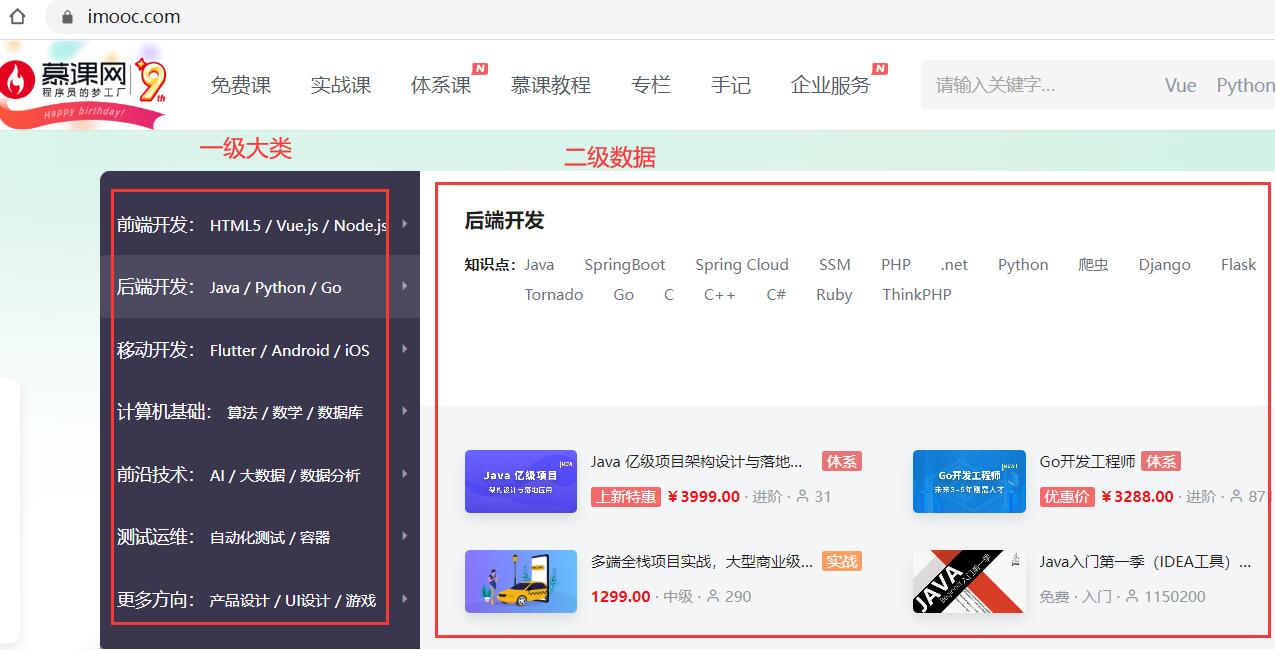 imooc.com
慕课网 9th
程序员的梦工厂
Happy birthday!
免费课 实战课 体系课 N 慕课教程 专栏 手记 企业服务 N 请输入关键字... Vue Python
一级大类
二级数据
前端开发： HTML5 / Vue.js / Node.js
后端开发： Java / Python / Go
移动开发： Flutter / Android / iOS
计算机基础： 算法 / 数学 / 数据库
前沿技术： AI / 大数据 / 数据分析
测试运维： 自动化测试 / 容器
更多方向： 产品设计 / UI设计 / 游戏
后端开发
知识点： Java SpringBoot Spring Cloud SSM PHP .net Python 爬虫 Django Flask
Tornado Go C C++ C# Ruby ThinkPHP
Java 亿级项目
架构设计与落地应用
Java 亿级项目架构设计与落地... 体系
上新特惠 ¥3999.00 · 进阶 · 31
Go开发工程师
未来3-5年刚需人才
Go开发工程师 体系
优惠价 ¥3288.00 · 进阶 · 871
多端全栈项目实战，大型商业级... 实战
1299.00 · 中级 · 290
JAVA
入门第一季
Java入门第一季（IDEA工具）...
免费 · 入门 · 1150200